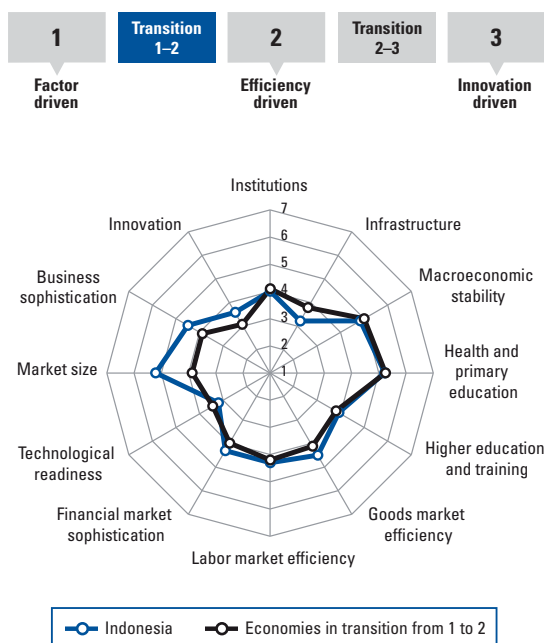 1
Transition
1–2
2
Transition
2–3
3
Factor
driven
Efficiency
driven
Innovation
driven
Institutions
7
Innovation
6
Infrastructure
5
Business
sophistication
4
Macroeconomic
stability
3
2
Market size
1
Health and
primary
education
Technological
readiness
Higher education
and training
Financial market
sophistication
Goods market
efficiency
Labor market efficiency
Indonesia
Economies in transition from 1 to 2